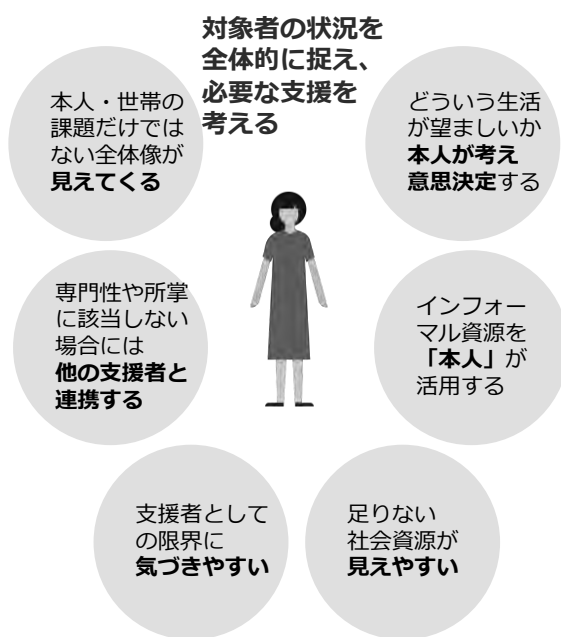 対象者の状況を
全体的に捉え、
必要な支援を
考える
本人・世帯の
課題だけでは
ない全体像が
見えてくる
どういう生活
が望ましいか
本人が考え
意思決定する
専門性や所掌
に該当しない
場合には
他の支援者と
連携する
インフォー
マル資源を
「本人」が
活用する
支援者として
の限界に
気づきやすい
足りない
社会資源が
見えやすい